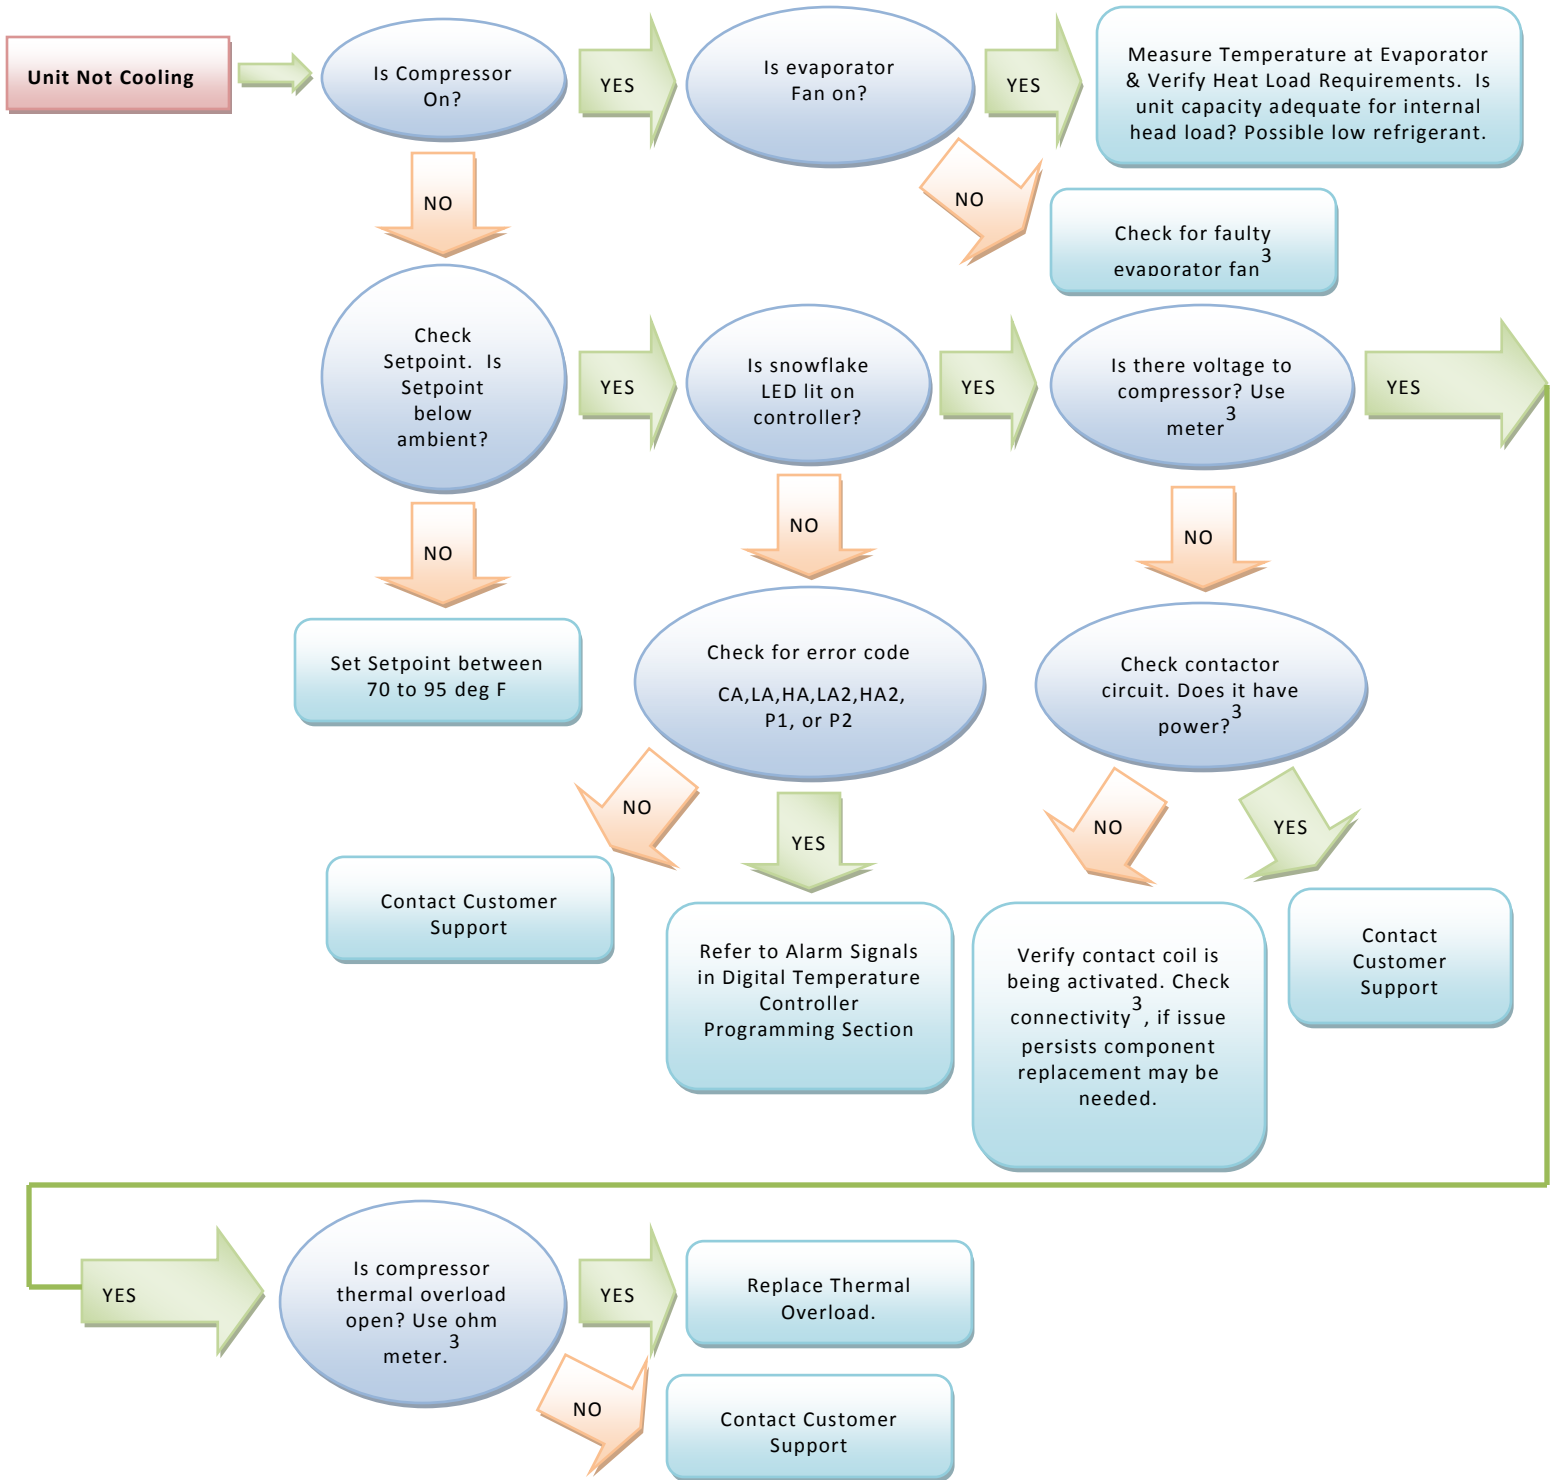 Unit Not Cooling
Is Compressor
On?
YES
Is evaporator
Fan on?
YES
Measure Temperature at Evaporator
& Verify Heat Load Requirements.  Is
unit capacity adequate for internal
head load? Possible low refrigerant.
NO
NO
Check for faulty
evaporator fan3
Check
Setpoint.  Is
Setpoint
below
ambient?
YES
Is snowflake
LED lit on
controller?
YES
Is there voltage to
compressor? Use
meter3
YES
NO
NO
NO
Set Setpoint between
70 to 95 deg F
Check for error code
CA,LA,HA,LA2,HA2,
P1, or P2
Check contactor
circuit. Does it have
power?3
NO
YES
NO
YES
Contact Customer
Support
Refer to Alarm Signals
in Digital Temperature
Controller
Programming Section
Verify contact coil is
being activated. Check
connectivity3, if issue
persists component
replacement may be
needed.
Contact
Customer
Support
YES
Is compressor
thermal overload
open? Use ohm
meter.3
YES
Replace Thermal
Overload.
NO
Contact Customer
Support